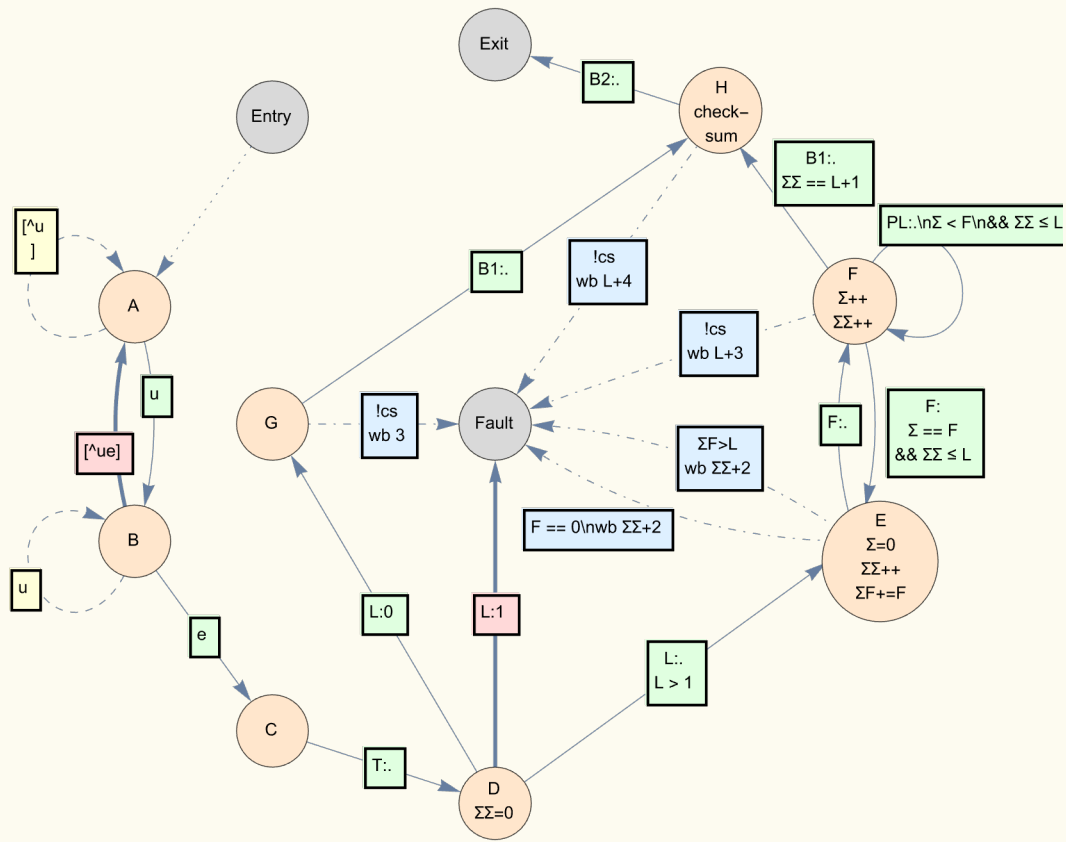 Exit
H
check–
sum
B2:.
Entry
B1:.
ΣΣ == L+1
PL:.\nΣ < F\n&& ΣΣ ≤ L
[^u
]
!cs
wb L+4
B1:.
F
Σ++
ΣΣ++
A
!cs
wb L+3
u
G
!cs
wb 3
Fault
F:.
F:
Σ == F
&& ΣΣ ≤ L
[^ue]
ΣF>L
wb ΣΣ+2
F == 0\nwb ΣΣ+2
B
E
Σ=0
ΣΣ++
ΣF+=F
u
L:0
L:1
e
L:.
L > 1
C
T:.
D
ΣΣ=0